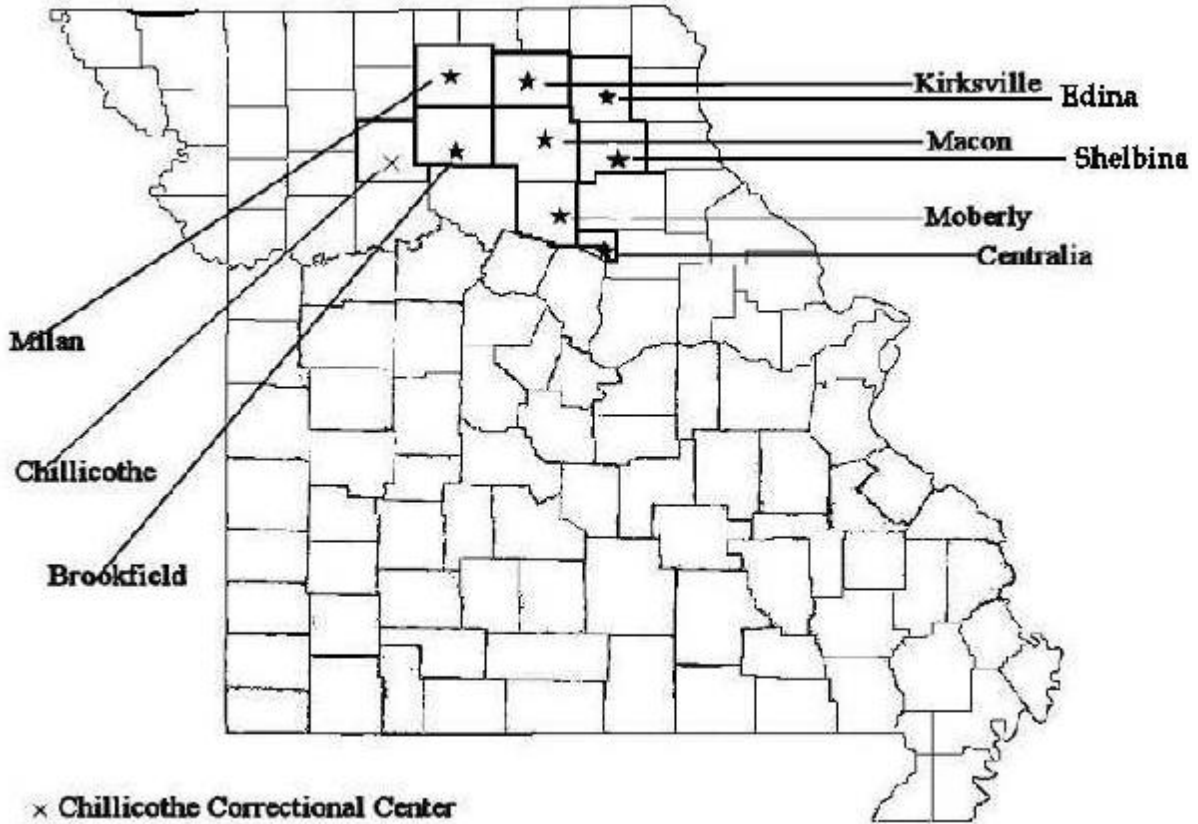 Kirksville
Edina
Macon
Shelbina
Moberly
Centralia
Milan
Chillicothe
Brookfield
× Chillicothe Correctional Center